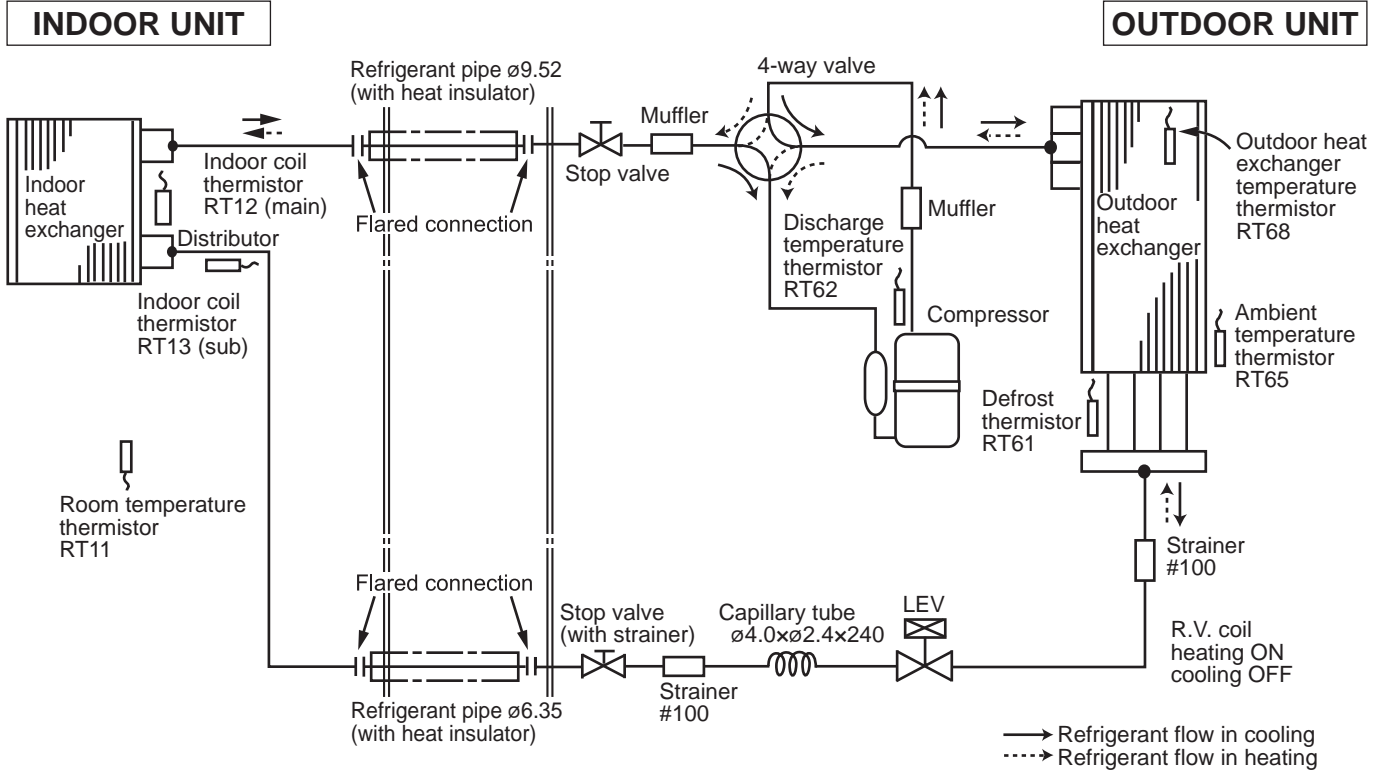 INDOOR UNIT
OUTDOOR UNIT
Refrigerant pipe ø9.52
(with heat insulator)
4-way valve
Muffler
Stop valve
Indoor
heat
exchanger
Indoor coil
thermistor
RT12 (main)
Flared connection
Distributor
Indoor coil
thermistor
RT13 (sub)
Discharge
temperature
thermistor
RT62
Muffler
Compressor
Outdoor
heat
exchanger
Outdoor heat
exchanger
temperature
thermistor
RT68
Ambient
temperature
thermistor
RT65
Defrost
thermistor
RT61
Room temperature
thermistor
RT11
Strainer
#100
Flared connection
Stop valve
(with strainer)
Capillary tube
ø4.0×ø2.4×240
LEV
R.V. coil
heating ON
cooling OFF
Strainer
#100
Refrigerant pipe ø6.35
(with heat insulator)
Refrigerant flow in cooling
Refrigerant flow in heating